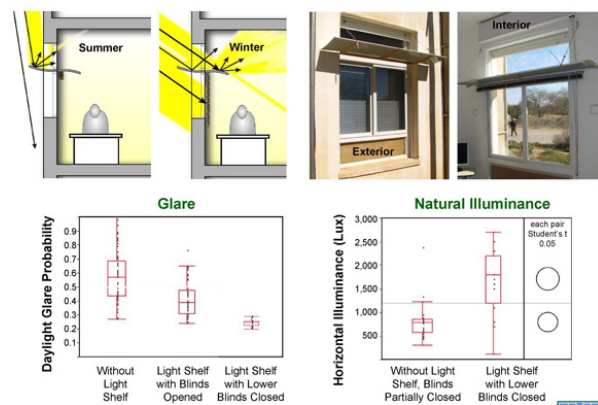 Summer
Winter
Exterior
Interior
Glare
Daylight Glare Probability
0.9
0.8
0.7
0.6
0.5
0.4
0.3
0.2
0.1
Without
Light
Shelf
Light Shelf
with Blinds
Opened
Light Shelf
with Lower
Blinds Closed
Natural Illuminance
Horizontal Illuminance (Lux)
3,000
2,500
2,000
1,500
1,000
500
each pair
Student's t
0.05
Without Light
Shelf, Blinds
Partially Closed
Light Shelf
with Lower
Blinds Closed